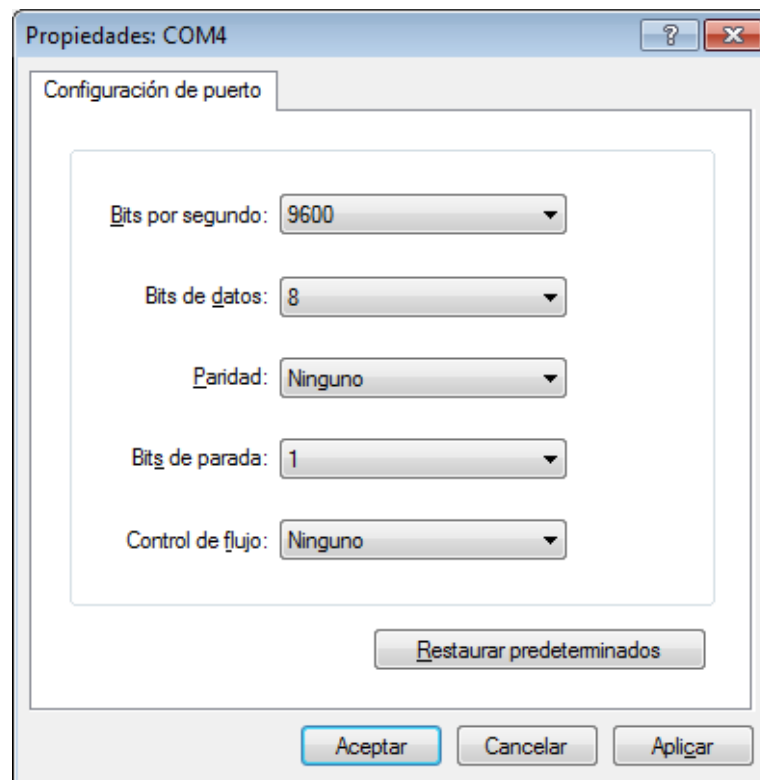 Propiedades: COM4
Configuración de puerto
Bits por segundo: 9600
Bits de datos: 8
Paridad: Ninguno
Bits de parada: 1
Control de flujo: Ninguno
Restaurar predeterminados
Aceptar Cancelar Aplicar